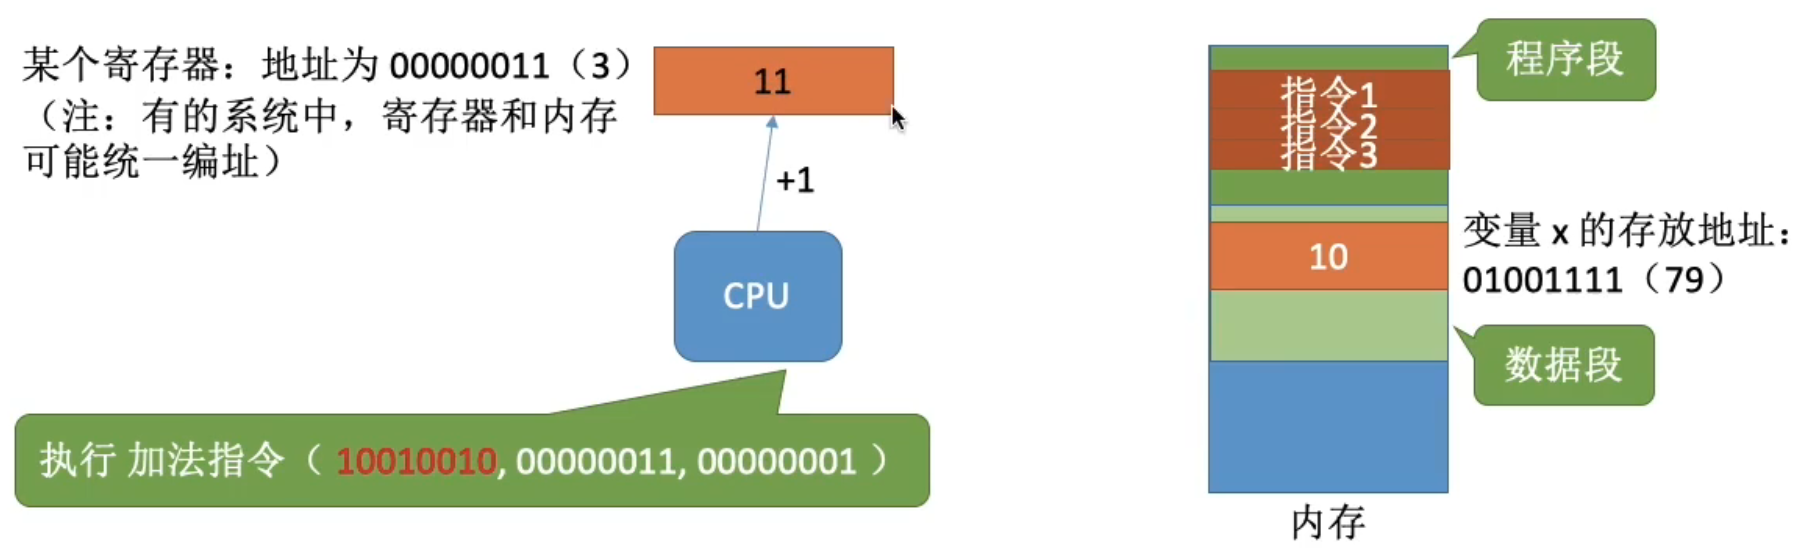 某个寄存器：地址为 00000011（3）
（注：有的系统中，寄存器和内存
可能统一编址）
11
+1
CPU
执行 加法指令（ 10010010, 00000011, 00000001 ）
程序段
指令1
指令2
指令3
10
变量 x 的存放地址：
01001111（79）
数据段
内存